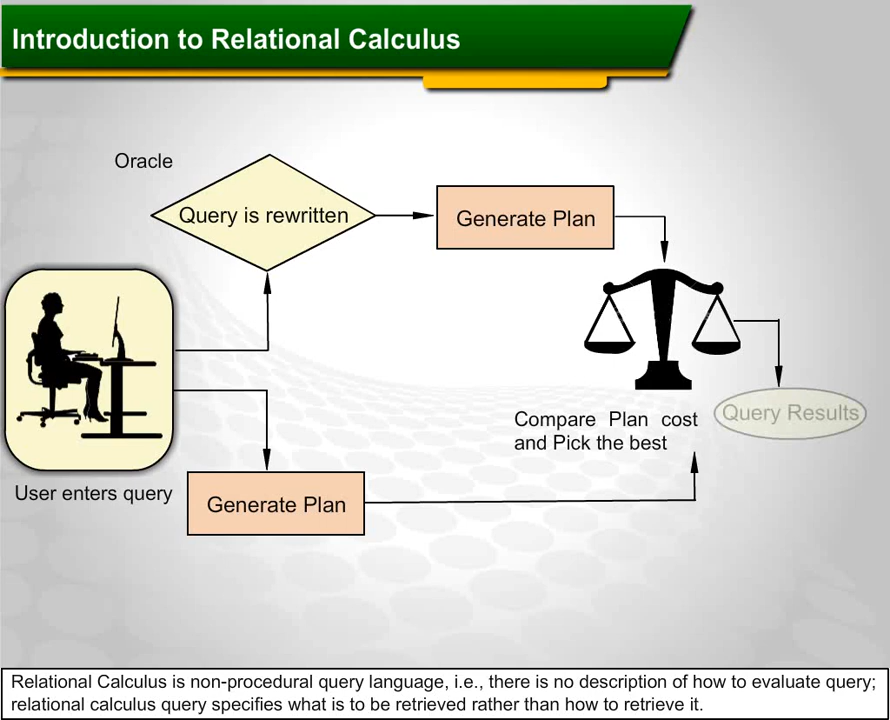 Introduction to Relational Calculus
Oracle
Query is rewritten
Generate Plan
Compare Plan cost
and Pick the best
Query Results
User enters query
Generate Plan
Relational Calculus is non-procedural query language, i.e., there is no description of how to evaluate query;
relational calculus query specifies what is to be retrieved rather than how to retrieve it.